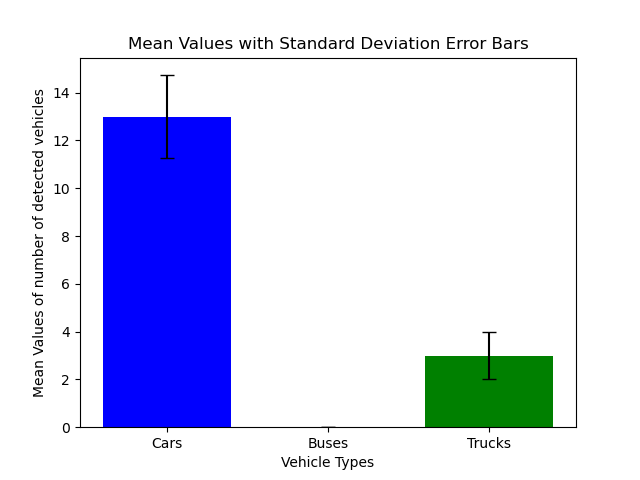 Mean Values with Standard Deviation Error Bars
Mean Values of number of detected vehicles
14
12
10
8
6
4
2
0
Cars
Buses
Trucks
Vehicle Types